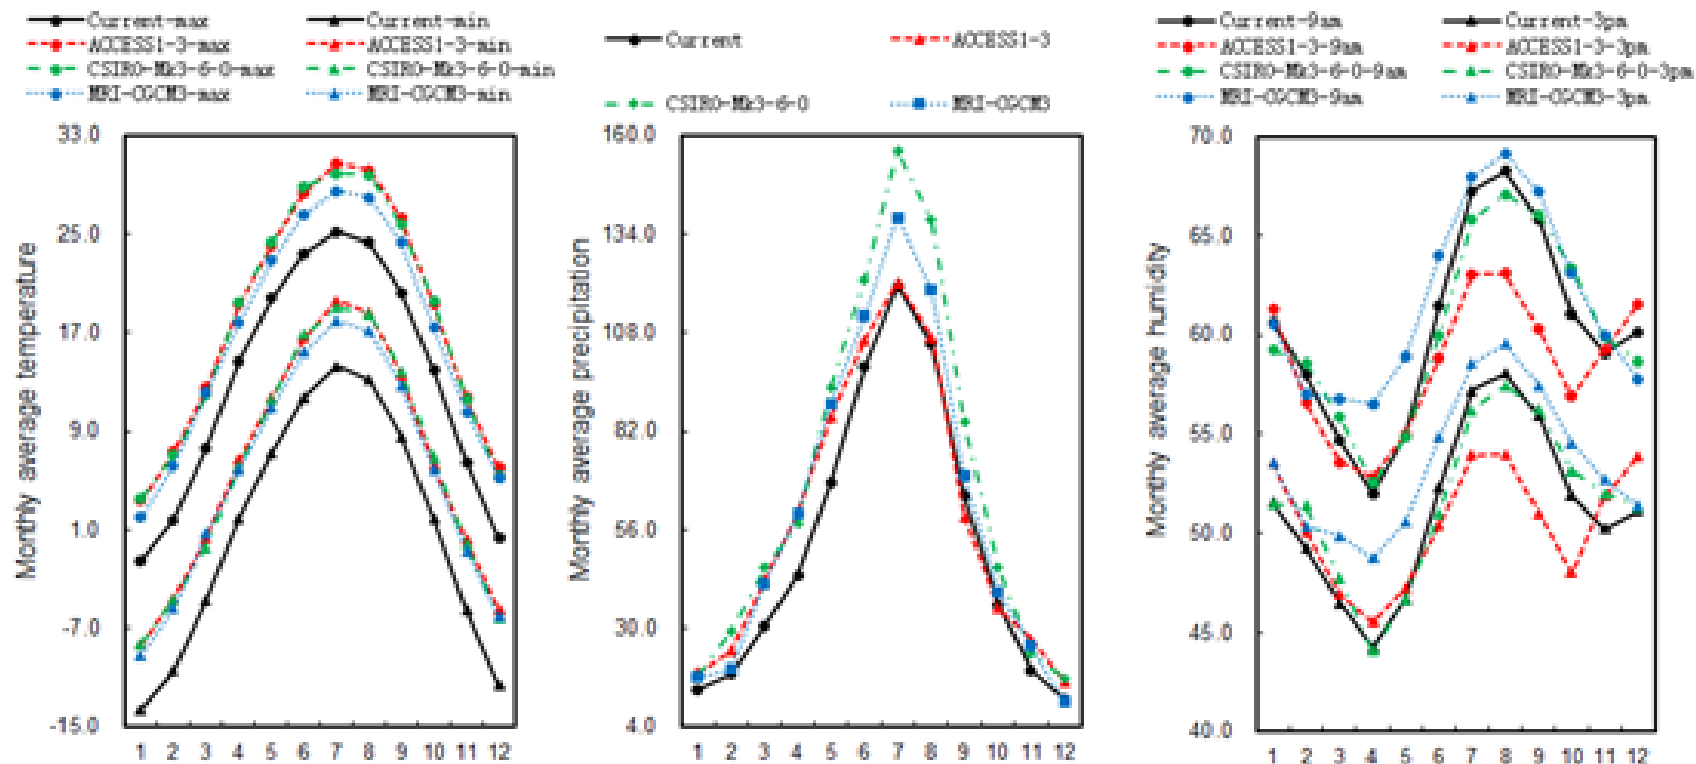 Current-max Current-min
ACCESS1-3-max ACCESS1-3-min
CSIRO-Mk3-6-0-max CSIRO-Mk3-6-0-min
MRI-CGCM3-max MRI-CGCM3-min
Monthly average temperature
33.0
25.0
17.0
9.0
1.0
-7.0
-15.0
1 2 3 4 5 6 7 8 9 10 11 12
Current ACCESS1-3
CSIRO-Mk3-6-0 MRI-CGCM3
Monthly average precipitation
160.0
134.0
108.0
82.0
56.0
30.0
4.0
1 2 3 4 5 6 7 8 9 10 11 12
Current-9am Current-3pm
ACCESS1-3-9am ACCESS1-3-3pm
CSIRO-Mk3-6-0-9am CSIRO-Mk3-6-0-3pm
MRI-CGCM3-9am MRI-CGCM3-3pm
Monthly average humidity
70.0
65.0
60.0
55.0
50.0
45.0
40.0
1 2 3 4 5 6 7 8 9 10 11 12